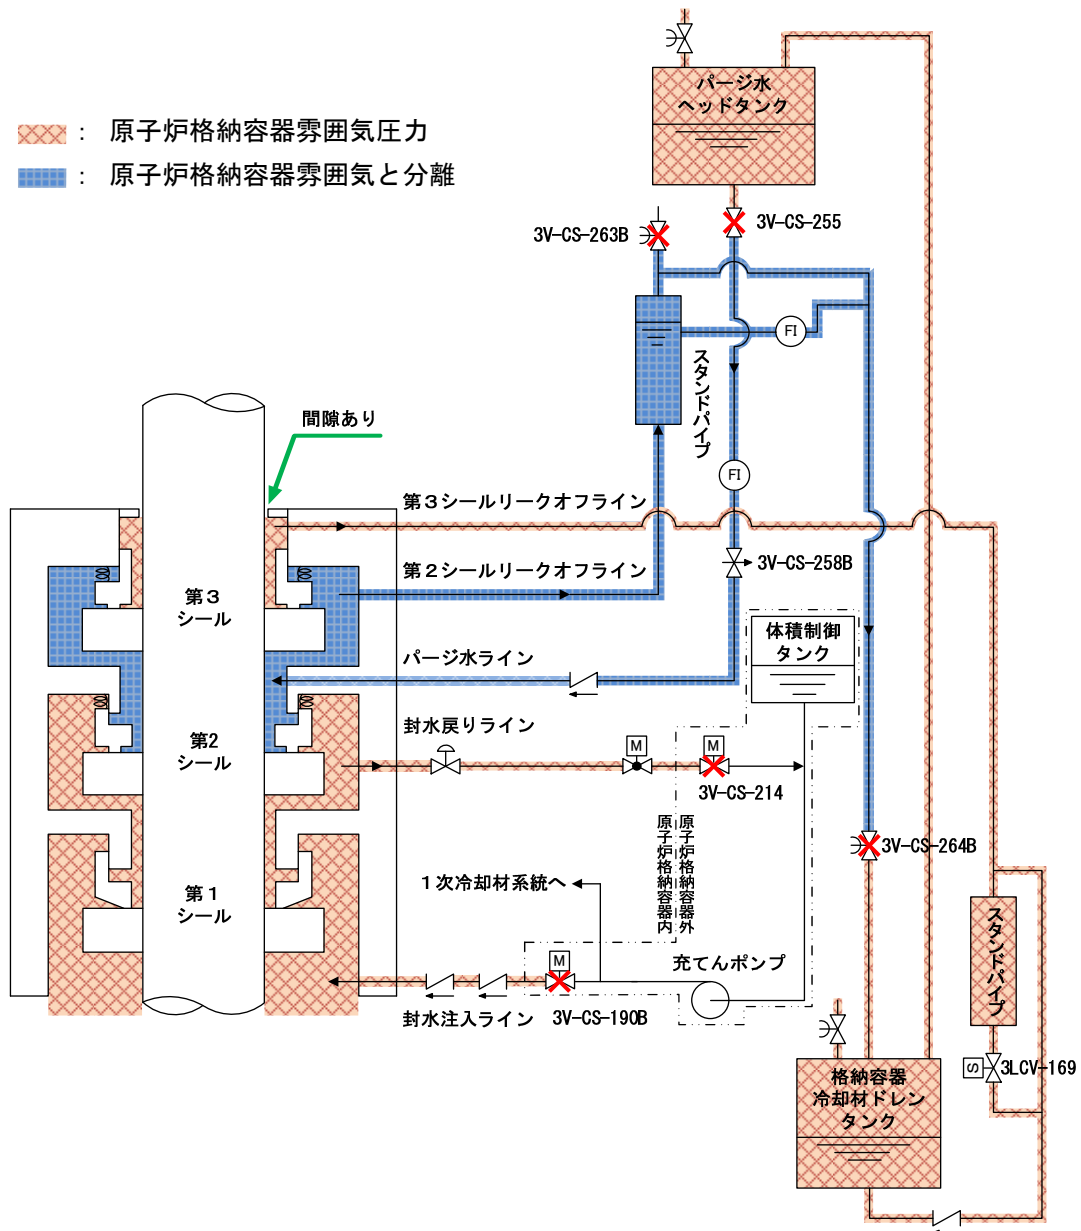 パージ水
ヘッドタンク
： 原子炉格納容器雰囲気圧力
： 原子炉格納容器雰囲気と分離
3V-CS-255
3V-CS-263B
FI
スタンドパイプ
間隙あり
FI
第３シールリークオフライン
3V-CS-258B
第２シールリークオフライン
第３
シール
体積制御
タンク
パージ水ライン
封水戻りライン
第2
シール
M
M
3V-CS-214
原子炉格納容器内
原子炉格納容器外
3V-CS-264B
１次冷却材系統へ
第１
シール
スタンドパイプ
M
充てんポンプ
封水注入ライン
3V-CS-190B
S
3LCV-169
格納容器
冷却材ドレン
タンク